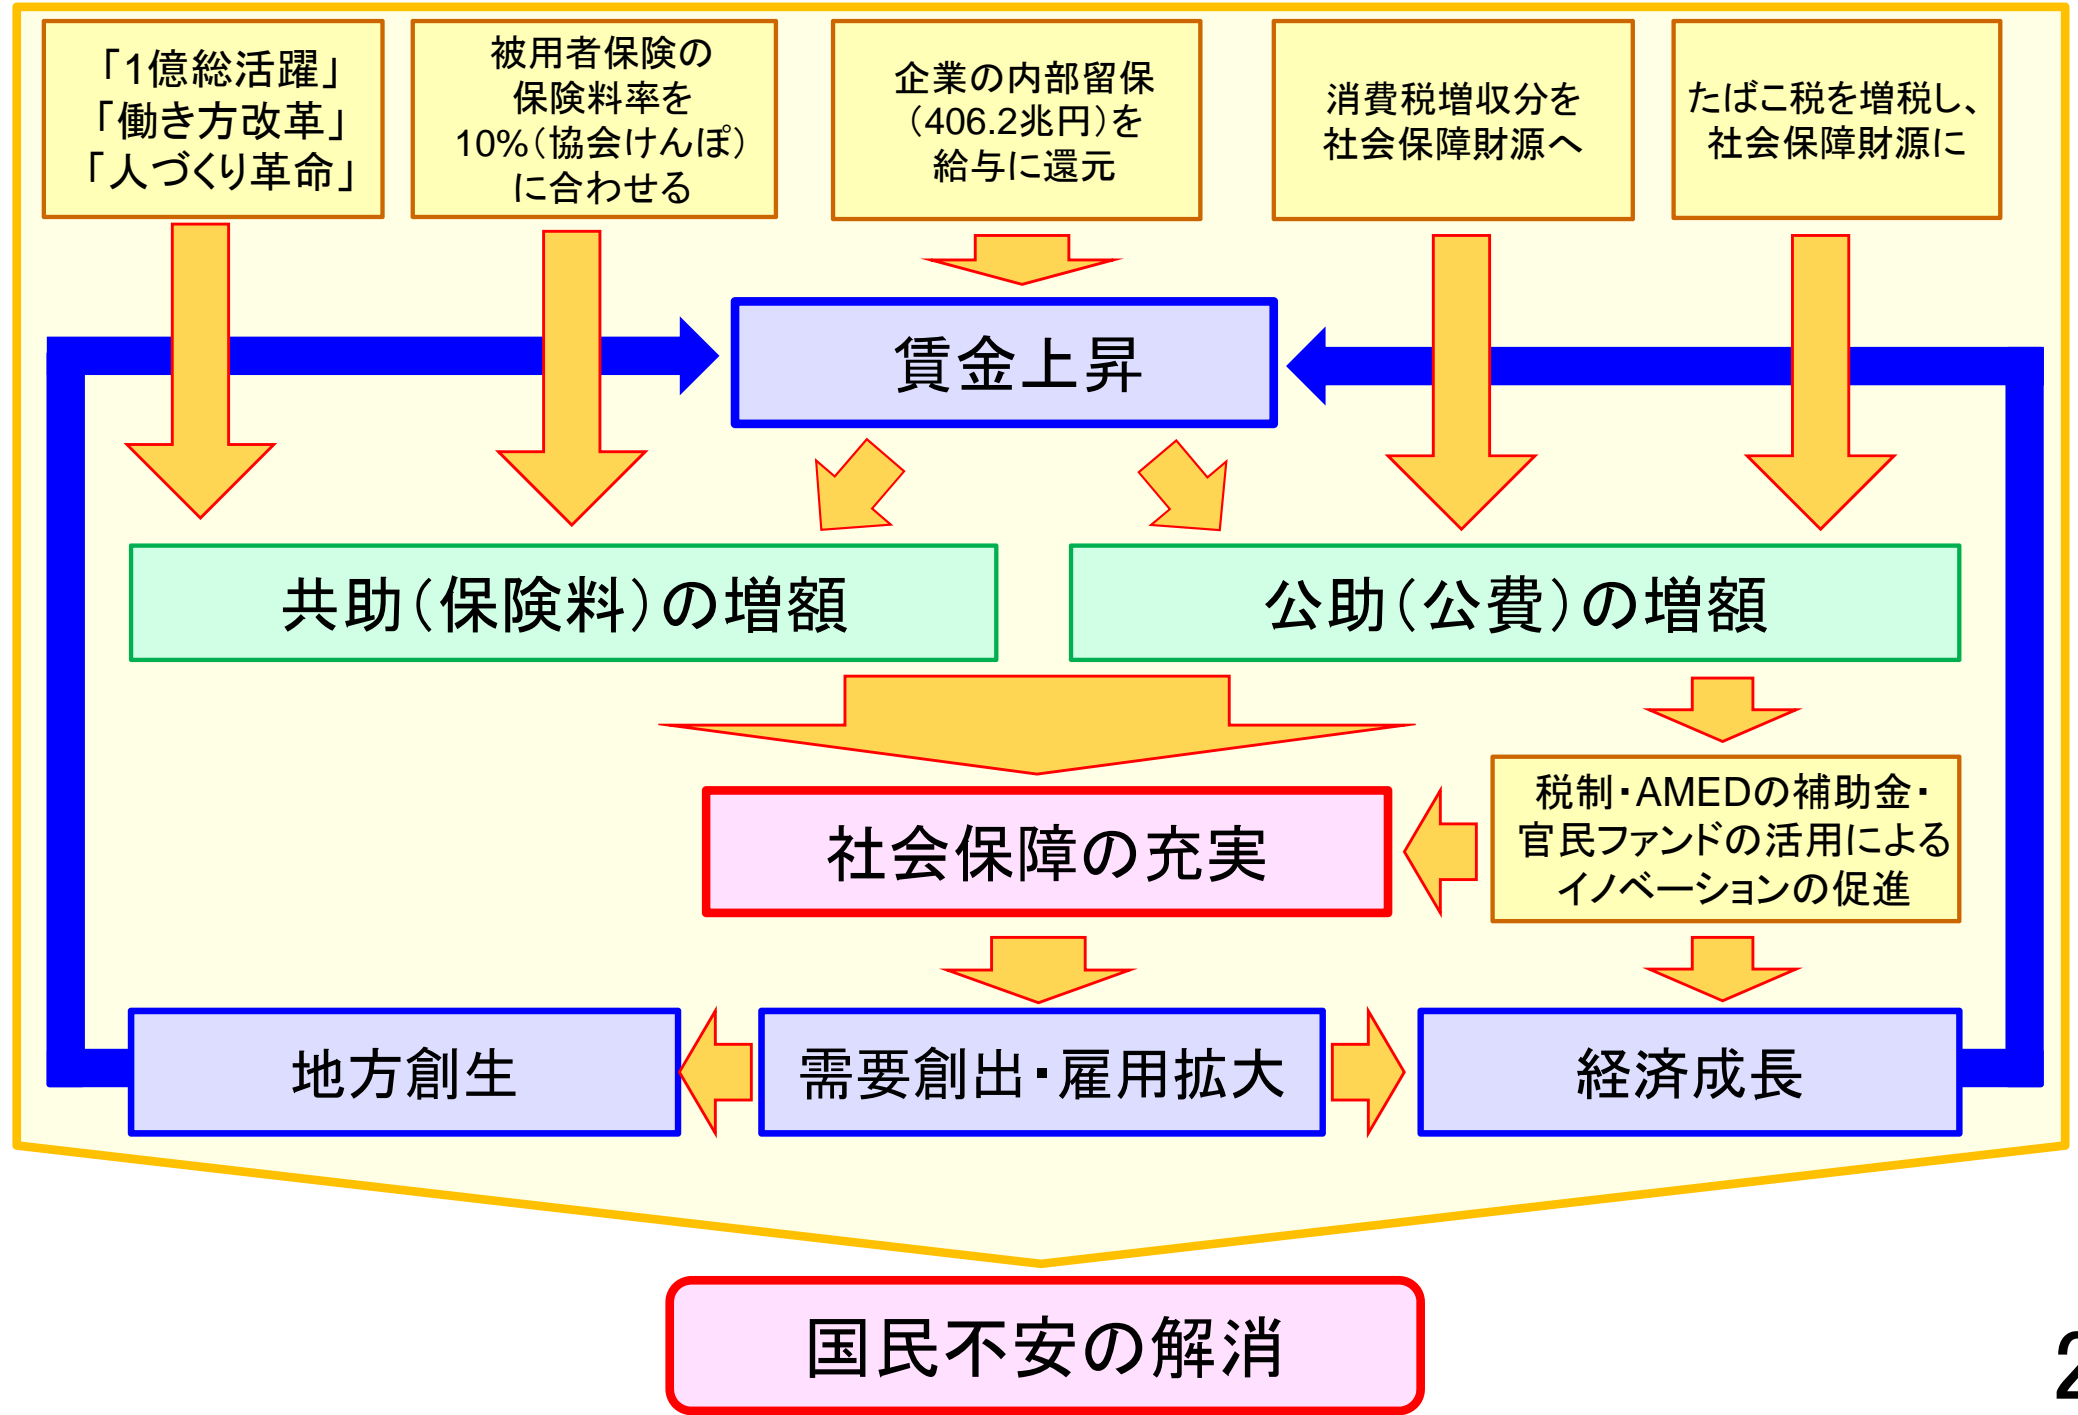 「1億総活躍」
「働き方改革」
「人づくり革命」
被用者保険の
保険料率を
10%(協会けんぽ)
に合わせる
企業の内部留保
(406.2兆円)を
給与に還元
消費税増収分を
社会保障財源へ
たばこ税を増税し、
社会保障財源に
賃金上昇
共助(保険料)の増額
公助(公費)の増額
社会保障の充実
税制・AMEDの補助金・
官民ファンドの活用による
イノベーションの促進
地方創生
需要創出・雇用拡大
経済成長
国民不安の解消
2